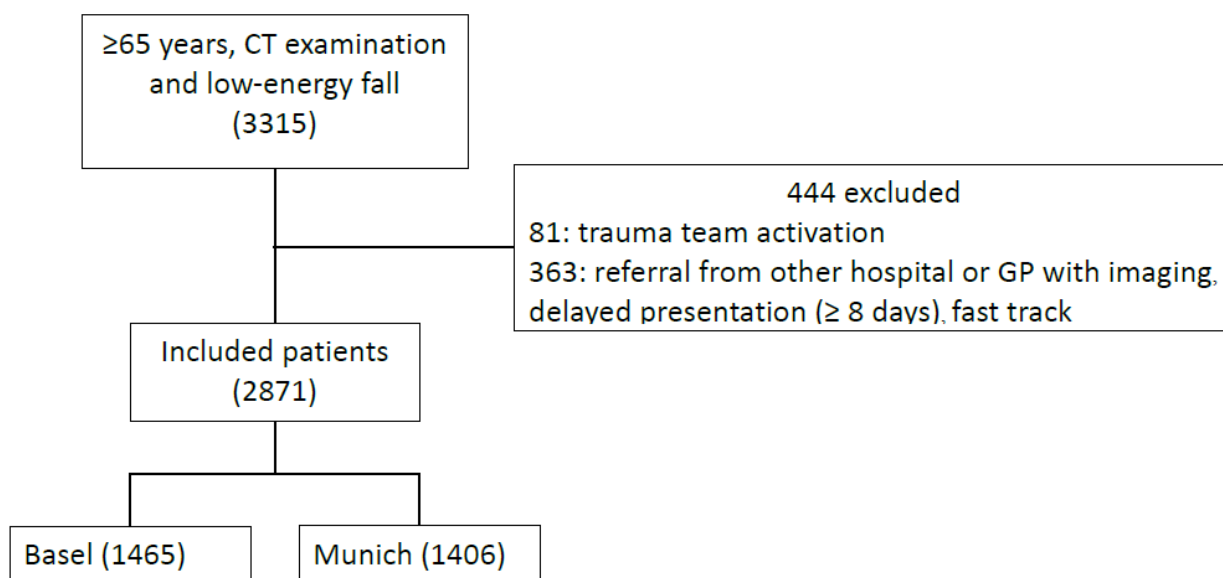 ≥65 years, CT examination
and low-energy fall
(3315)
444 excluded
81: trauma team activation
363: referral from other hospital or GP with imaging,
delayed presentation (≥ 8 days), fast track
Included patients
(2871)
Basel (1465)
Munich (1406)